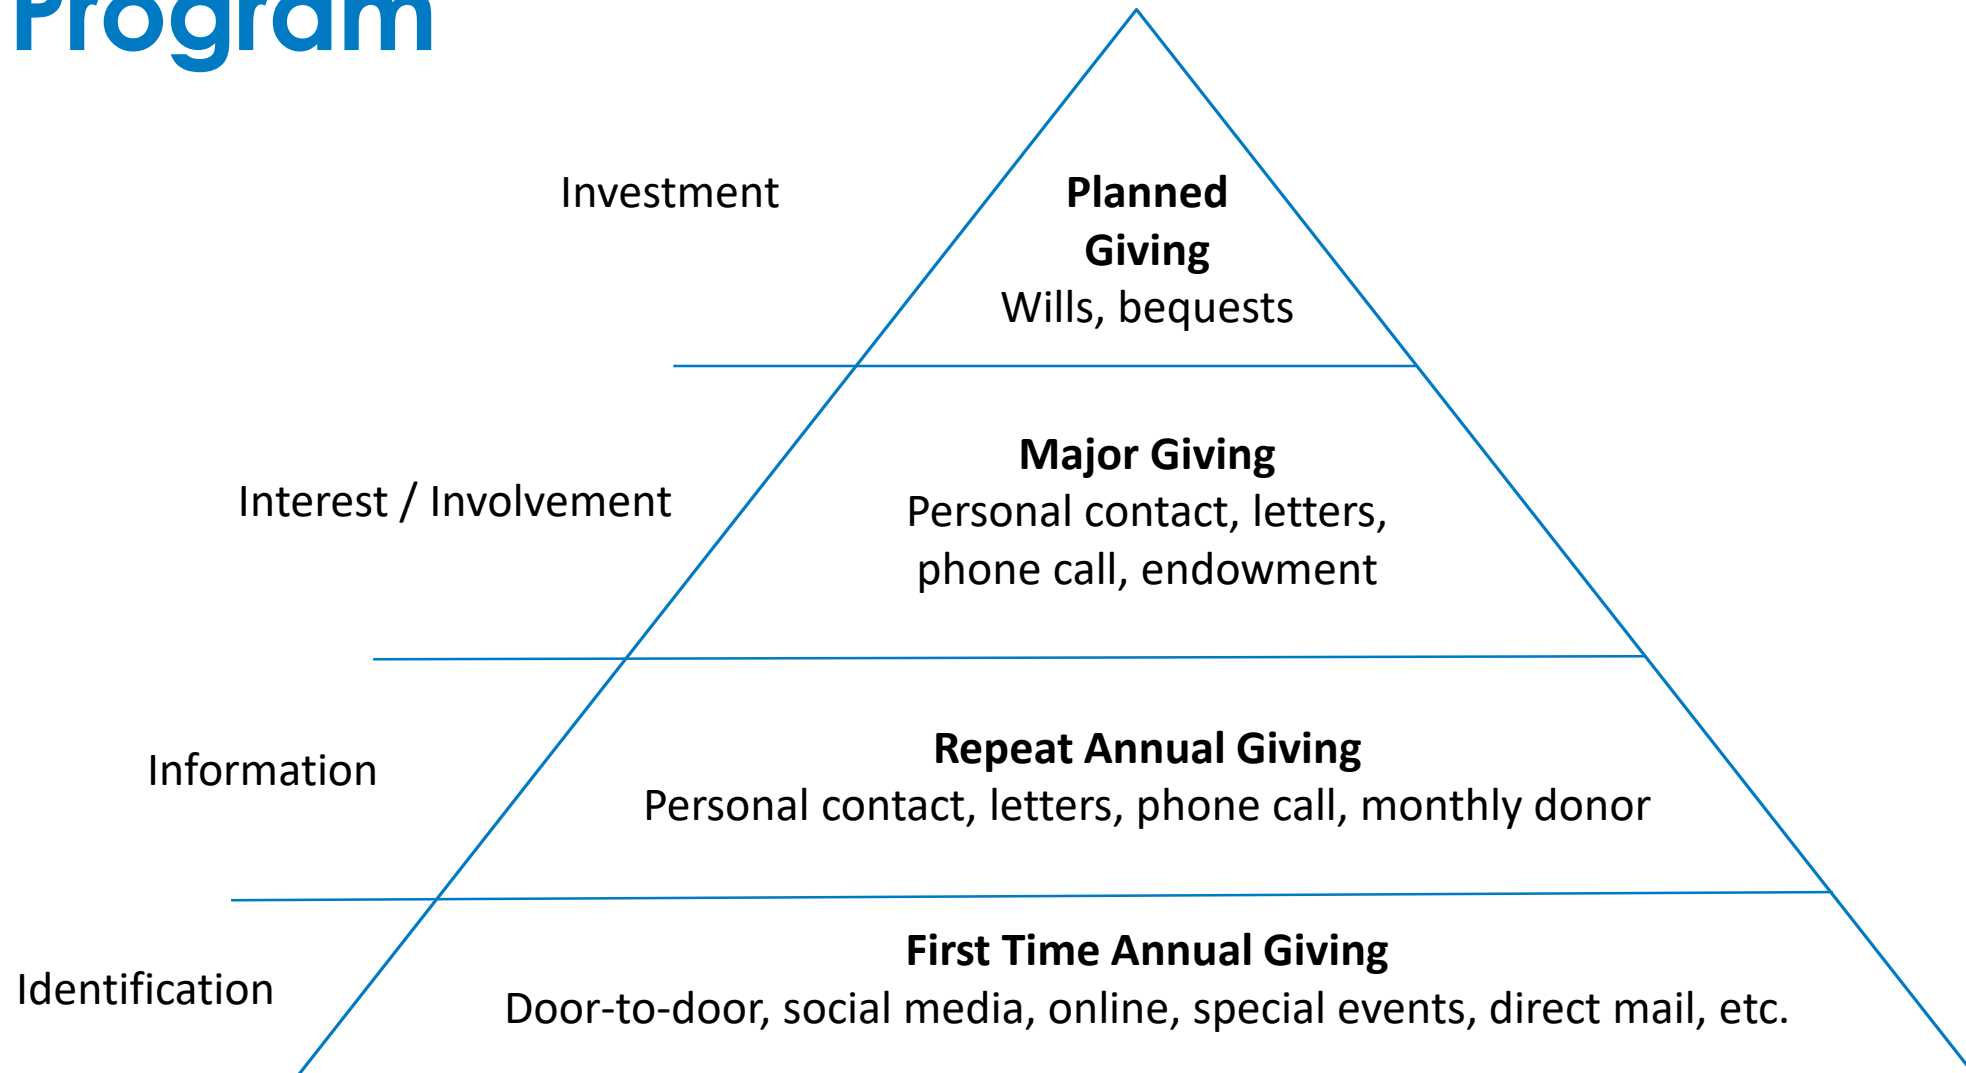 Program
Investment
Planned
Giving
Wills, bequests
Interest / Involvement
Major Giving
Personal contact, letters,
phone call, endowment
Information
Repeat Annual Giving
Personal contact, letters, phone call, monthly donor
Identification
First Time Annual Giving
Door-to-door, social media, online, special events, direct mail, etc.